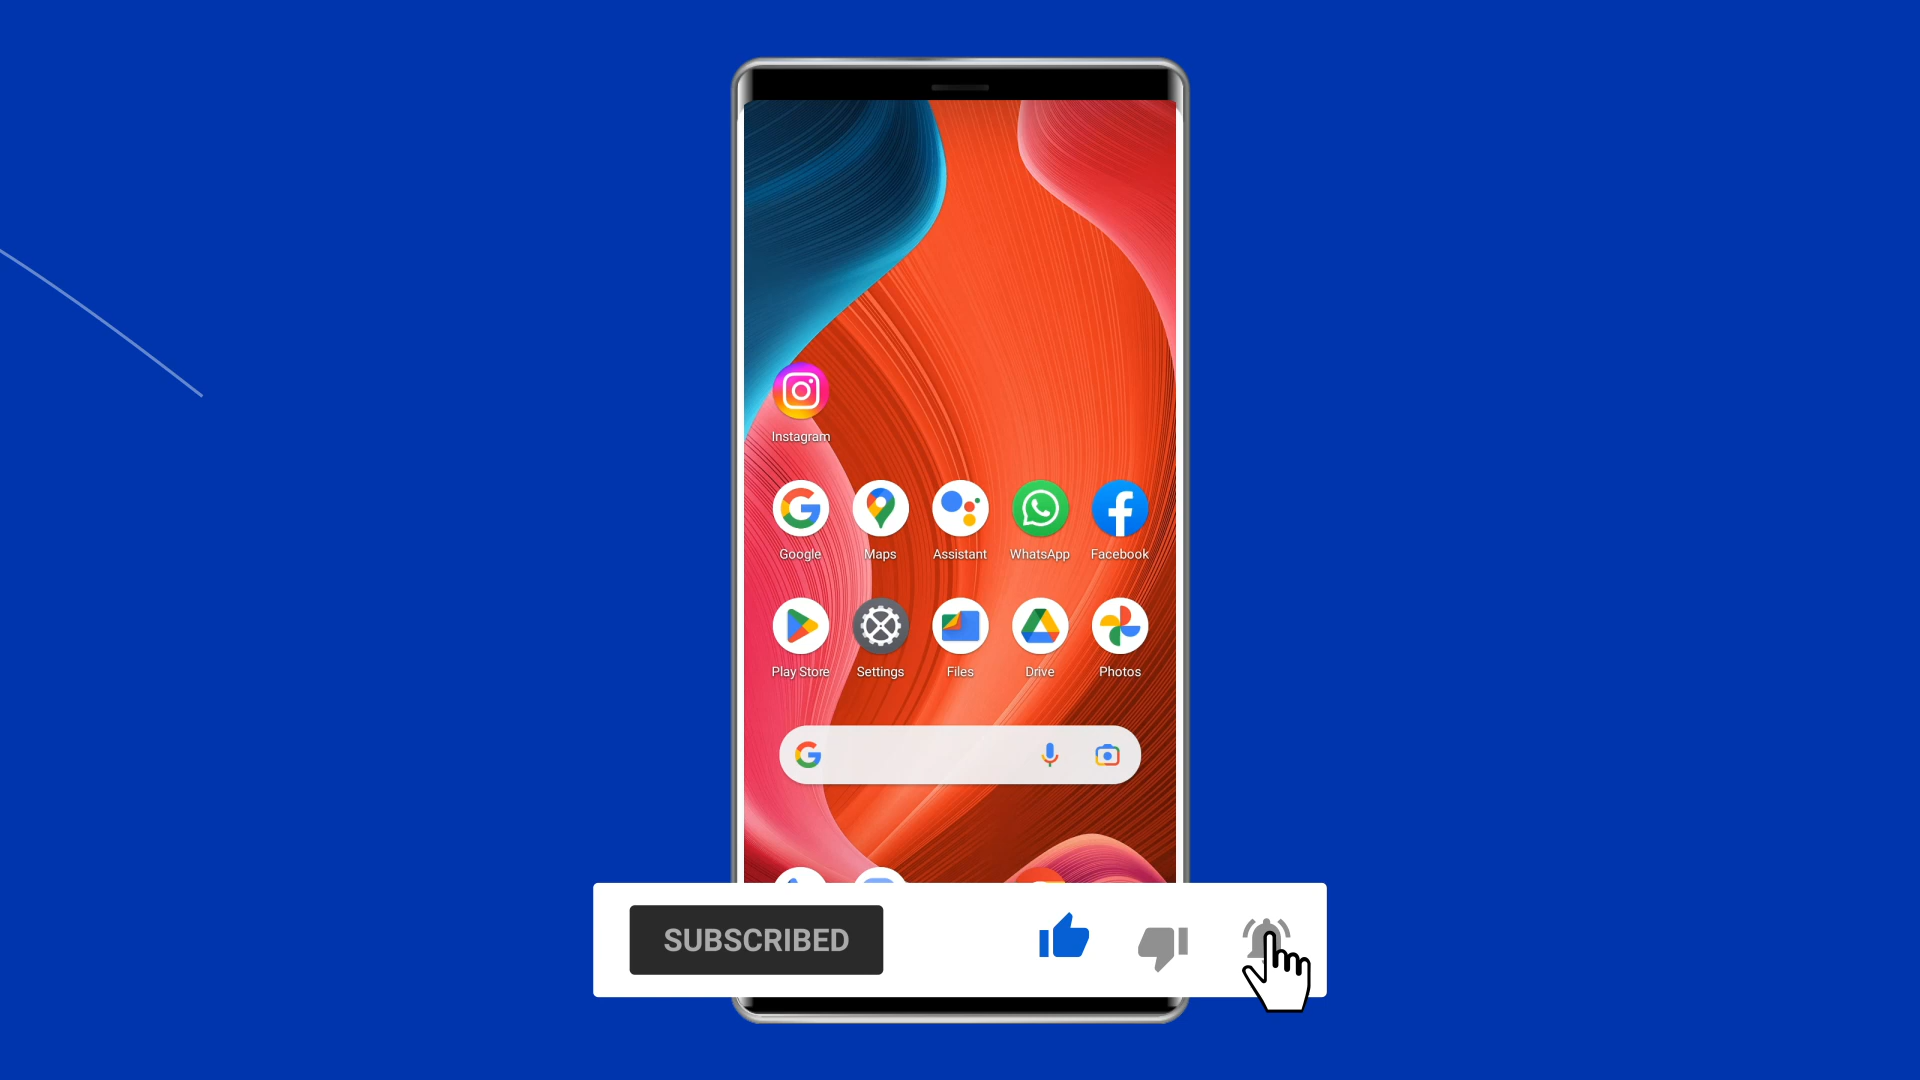 Instagram
Google Maps Assistant WhatsApp Facebook
Play Store Settings Files Drive Photos
SUBSCRIBED